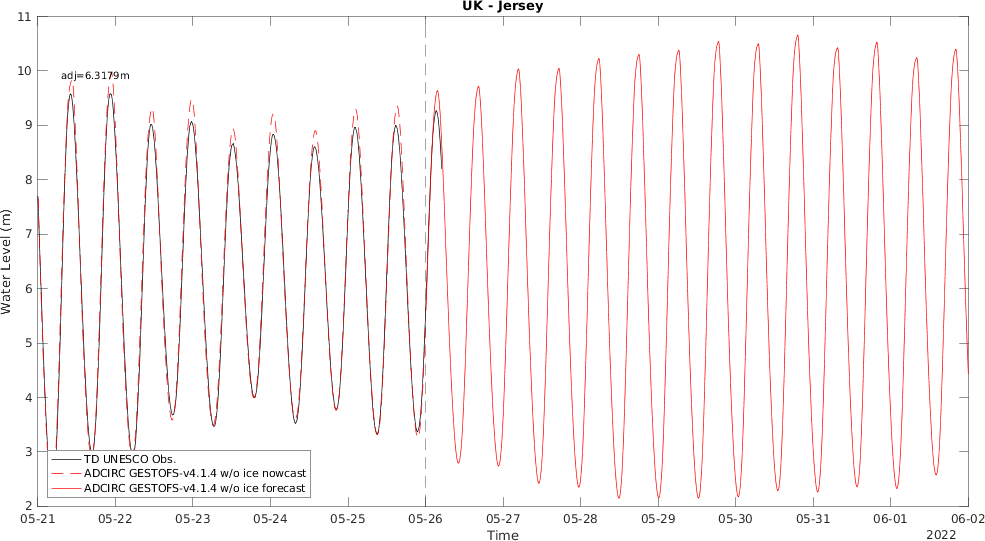 UK - Jersey
11
10
9
8
7
6
5
4
3
2
Water Level (m)
adj=6.3179m
TD UNESCO Obs.
ADCIRC GESTOFS-v4.1.4 w/o ice nowcast
ADCIRC GESTOFS-v4.1.4 w/o ice forecast
05-21 05-22 05-23 05-24 05-25 05-26 05-27 05-28 05-29 05-30 05-31 06-01 06-02
Time
2022